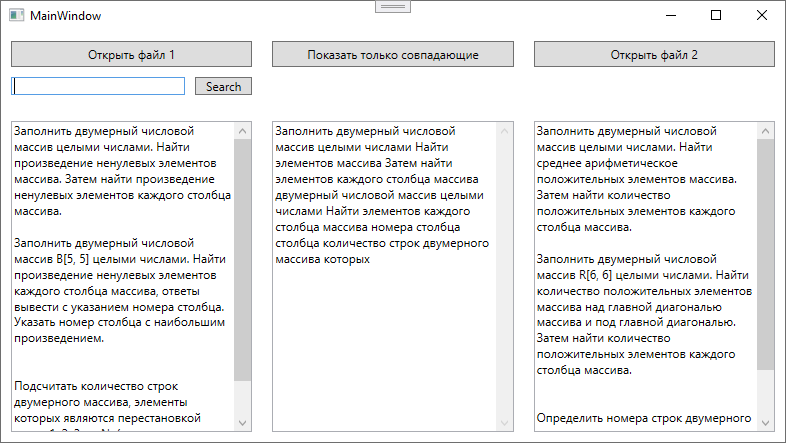 MainWindow
Открыть файл 1
Показать только совпадающие
Открыть файл 2
Search
Заполнить двумерный числовой
массив целыми числами. Найти
произведение ненулевых элементов
массива. Затем найти произведение
ненулевых элементов каждого столбца
массива.
Заполнить двумерный числовой
массив B[5, 5] целыми числами. Найти
произведение ненулевых элементов
каждого столбца массива, ответы
вывести с указанием номера столбца.
Указать номер столбца с наибольшим
произведением.
Подсчитать количество строк
двумерного массива, элементы
которых являются перестановкой
Заполнить двумерный числовой
массив целыми числами Найти
элементов массива Затем найти
элементов каждого столбца массива
двумерный числовой массив целыми
числами Найти элементов каждого
столбца массива номера столбца
столбца количество строк двумерного
массива которых
Заполнить двумерный числовой
массив целыми числами. Найти
среднее арифметическое
положительных элементов массива.
Затем найти количество
положительных элементов каждого
столбца массива.
Заполнить двумерный числовой
массив R[6, 6] целыми числами. Найти
количество положительных элементов
массива над главной диагональю
массива и под главной диагональю.
Затем найти количество
положительных элементов каждого
столбца массива.
Определить номера строк двумерного